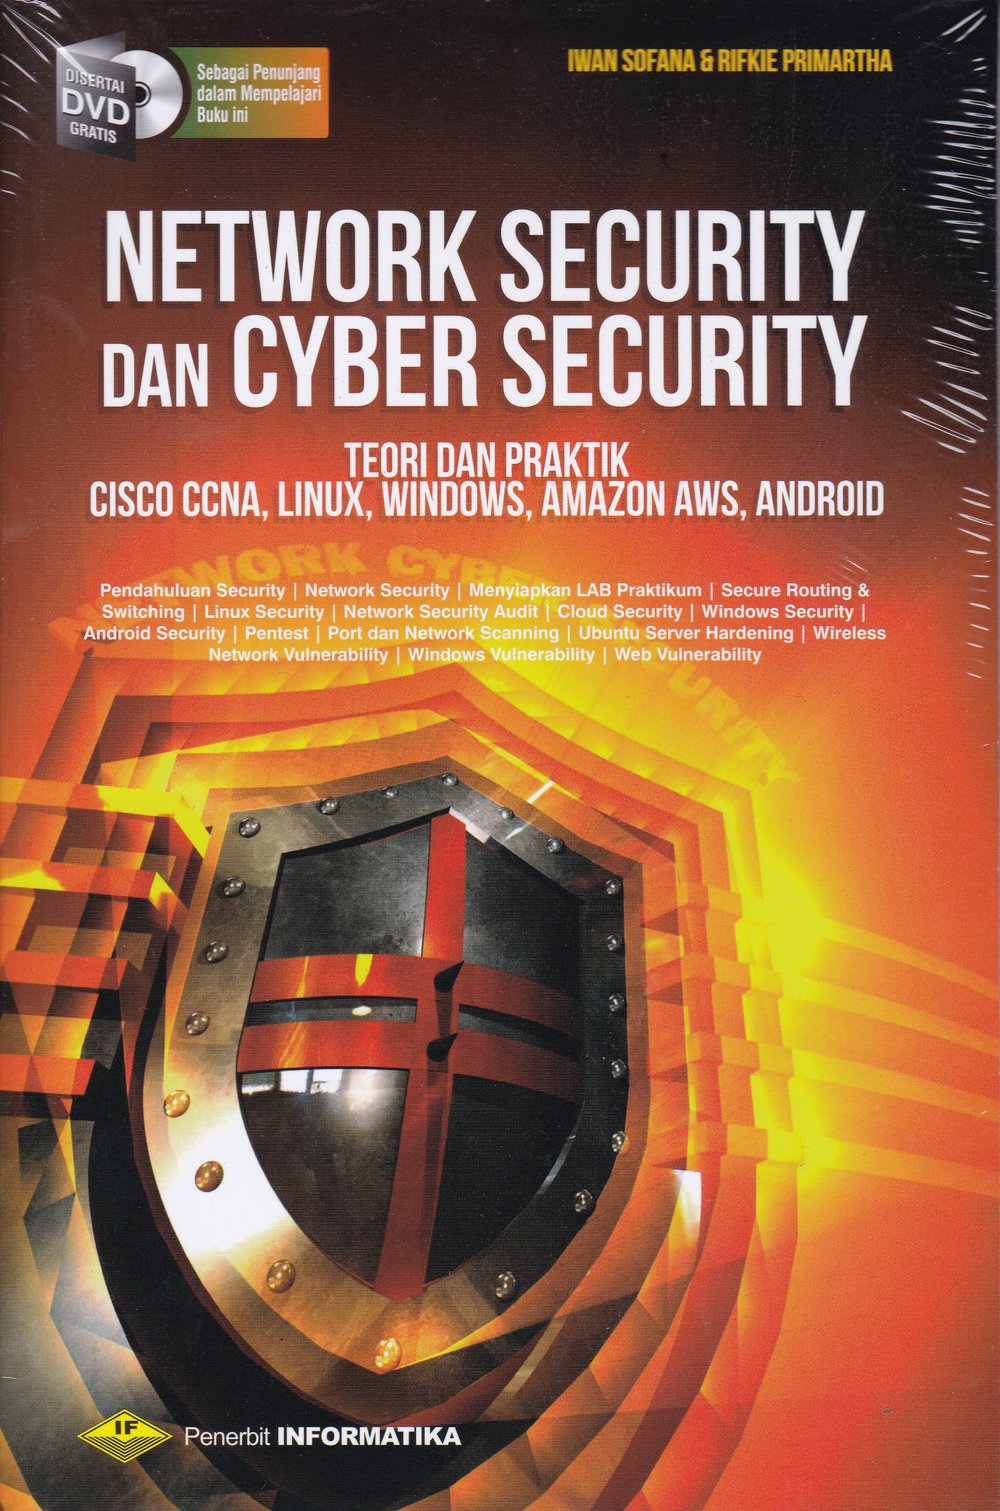 DISERTAI
DVD
GRATIS
Sebagai Penunjang
dalam Mempelajari
Buku ini
IWAN SOFANA & RIFKIE PRIMARTHA
NETWORK SECURITY
DAN CYBER SECURITY
TEORI DAN PRAKTIK
CISCO CCNA, LINUX, WINDOWS, AMAZON AWS, ANDROID
NETWORK CYBER SECURITY
Pendahuluan Security | Network Security | Menyiapkan LAB Praktikum | Secure Routing &
Switching | Linux Security | Network Security Audit | Cloud Security | Windows Security |
Android Security | Pentest | Port dan Network Scanning | Ubuntu Server Hardening | Wireless
Network Vulnerability | Windows Vulnerability | Web Vulnerability
IF
Penerbit INFORMATIKA